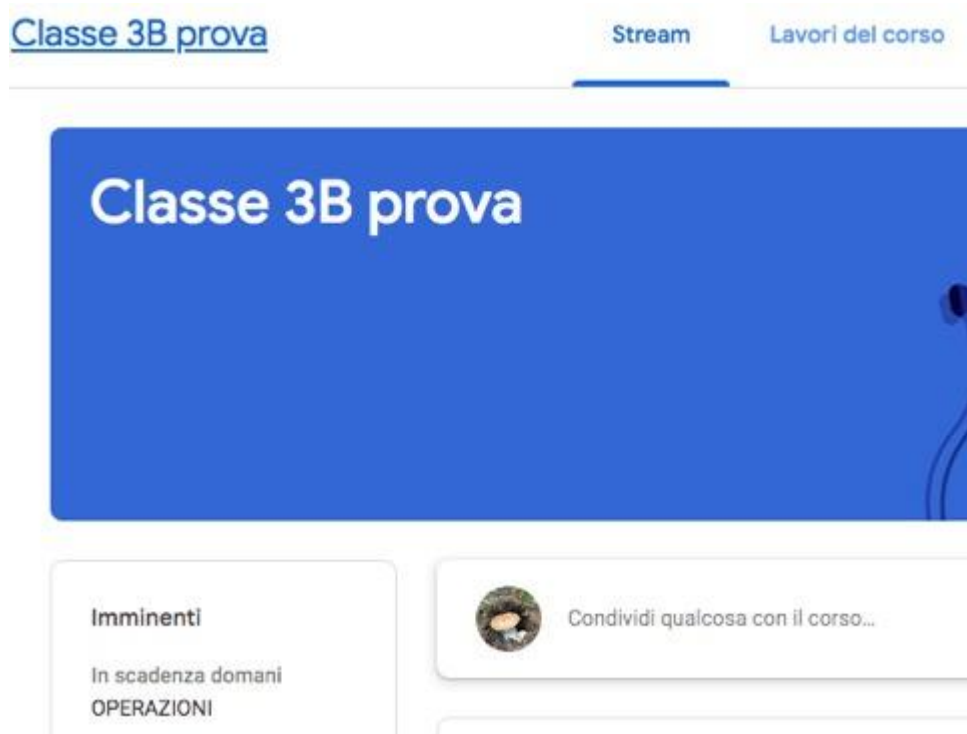 Classe 3B prova
Stream
Lavori del corso
Classe 3B prova
Imminenti
In scadenza domani
OPERAZIONI
Condividi qualcosa con il corso...